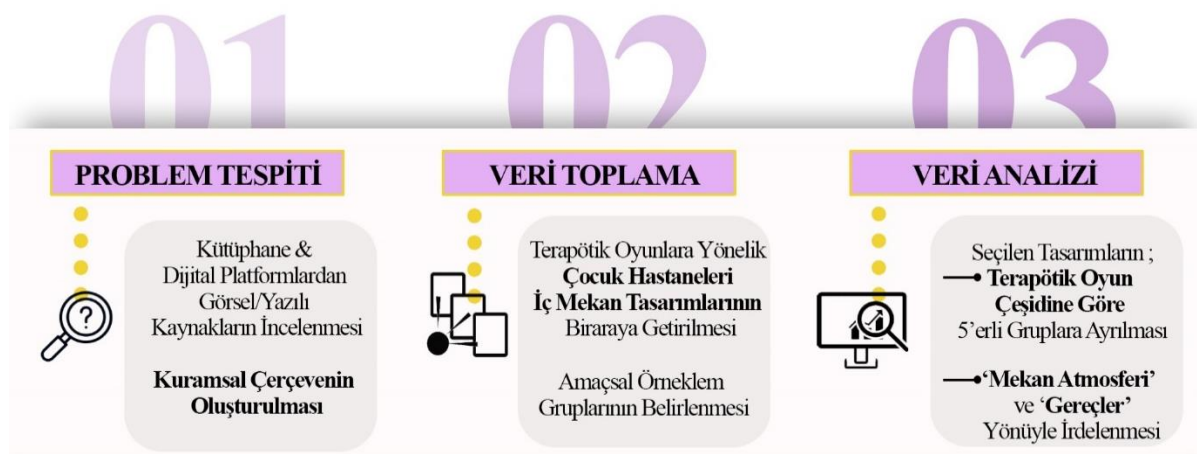 01
PROBLEM TESPİTİ
Kütüphane &
Dijital Platformlardan
Görsel/Yazılı
Kaynakların İncelenmesi
Kuramsal Çerçevenin
Oluşturulması
?
02
VERİ TOPLAMA
Terapötik Oyunlara Yönelik
Çocuk Hastaneleri
İç Mekan Tasarımlarının
Biraraya Getirilmesi
Amaçsal Örneklem
Gruplarının Belirlenmesi
03
VERİ ANALİZİ
Seçilen Tasarımların ;
Terapötik Oyun
Çeşidine Göre
5’erli Gruplara Ayrılması
‘Mekan Atmosferi’
ve ‘Gereçler’
Yönüyle İrdelenmesi